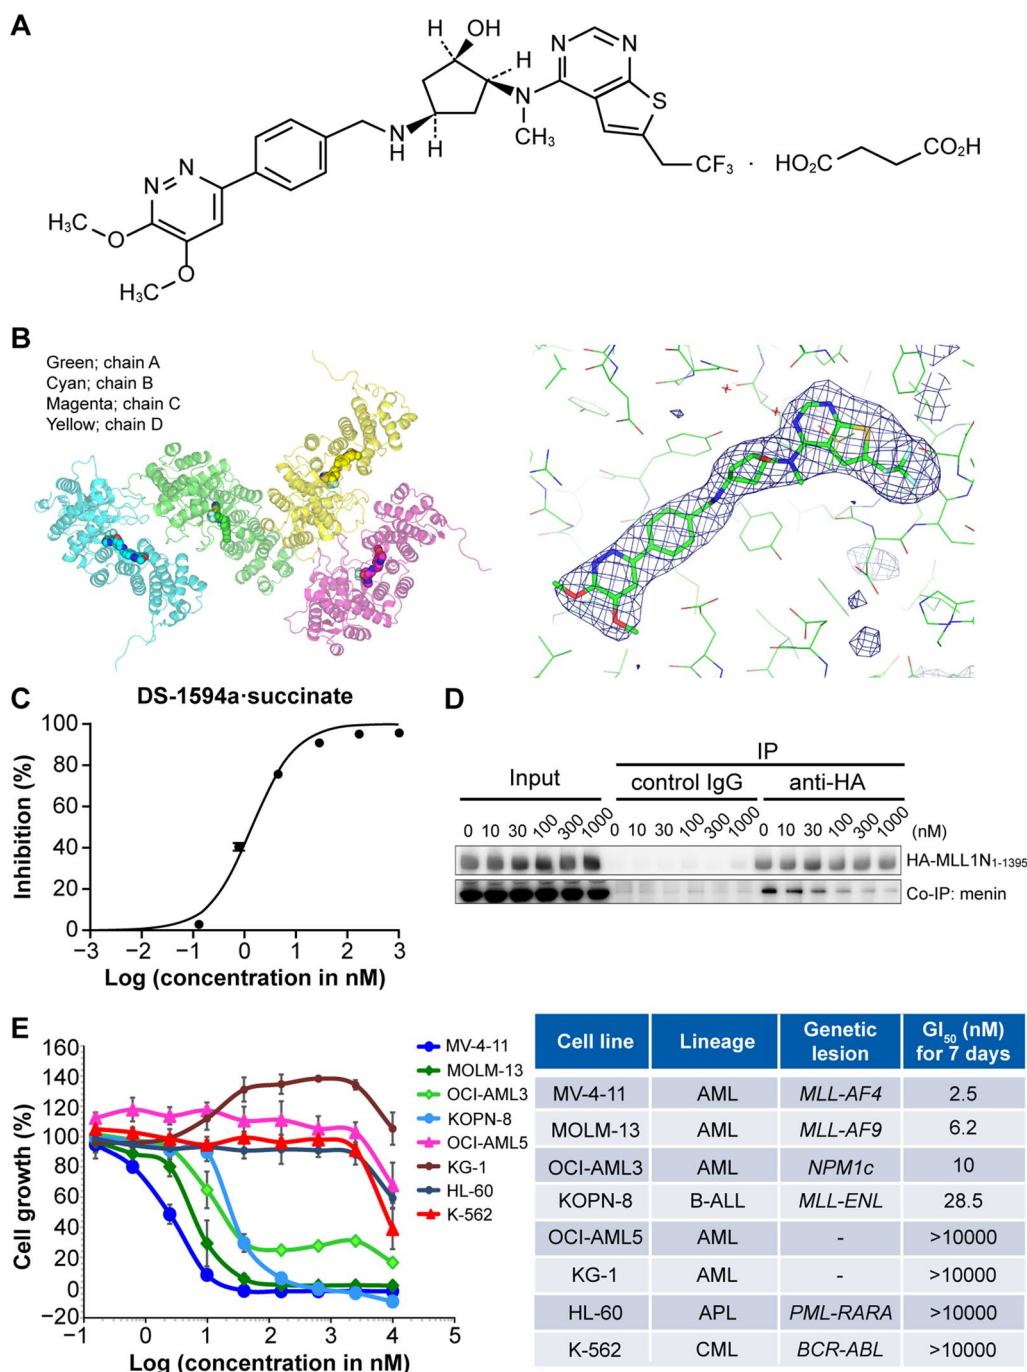 A
H
OH
H
N
N
S
N
CH₃
N
H
H
N
N
CF₃
·
HO₂C
CO₂H
H₃C
O
O
H₃C
B
Green; chain A
Cyan; chain B
Magenta; chain C
Yellow; chain D
C
DS-1594a·succinate
Inhibition (%)
100
80
60
40
20
0
−3 −2 −1 0 1 2 3
Log (concentration in nM)
D
IP
Input control IgG anti-HA
0 10 30 100 300 1000 0 10 30 100 300 1000 0 10 30 100 300 1000 (nM)
HA-MLL1N₁₋₁₃₉₅
Co-IP: menin
E
Cell growth (%)
160
140
120
100
80
60
40
20
0
−20
0 1 2 3 4 5
Log (concentration in nM)
MV-4-11
MOLM-13
OCI-AML3
KOPN-8
OCI-AML5
KG-1
HL-60
K-562
Cell line Lineage Genetic lesion GI₅₀ (nM) for 7 days
MV-4-11 AML MLL-AF4 2.5
MOLM-13 AML MLL-AF9 6.2
OCI-AML3 AML NPM1c 10
KOPN-8 B-ALL MLL-ENL 28.5
OCI-AML5 AML - >10000
KG-1 AML - >10000
HL-60 APL PML-RARA >10000
K-562 CML BCR-ABL >10000